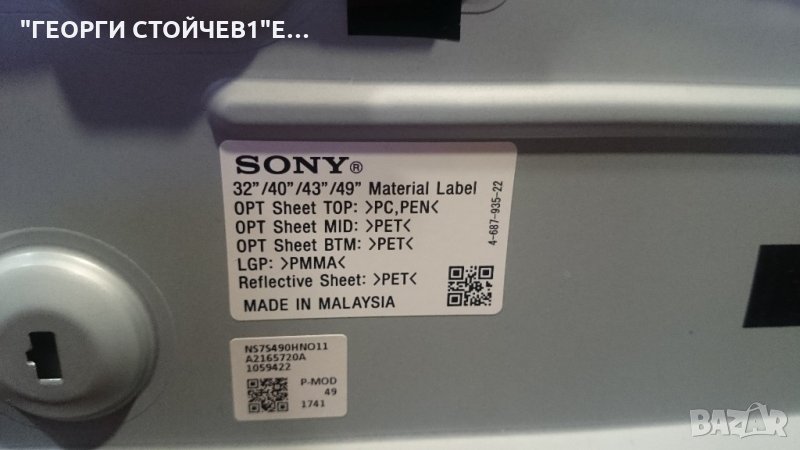 "ГЕОРГИ СТОЙЧЕВ1"Е...
SONY®
32"/40"/43"/49" Material Label
OPT Sheet TOP: >PC,PEN<
OPT Sheet MID: >PET<
OPT Sheet BTM: >PET<
LGP: >PMMA<
Reflective Sheet: >PET<
MADE IN MALAYSIA
4-687-935-22
NS7S490HNO11
A2165720A
1059422
P-MOD
49
1741
BAZAR